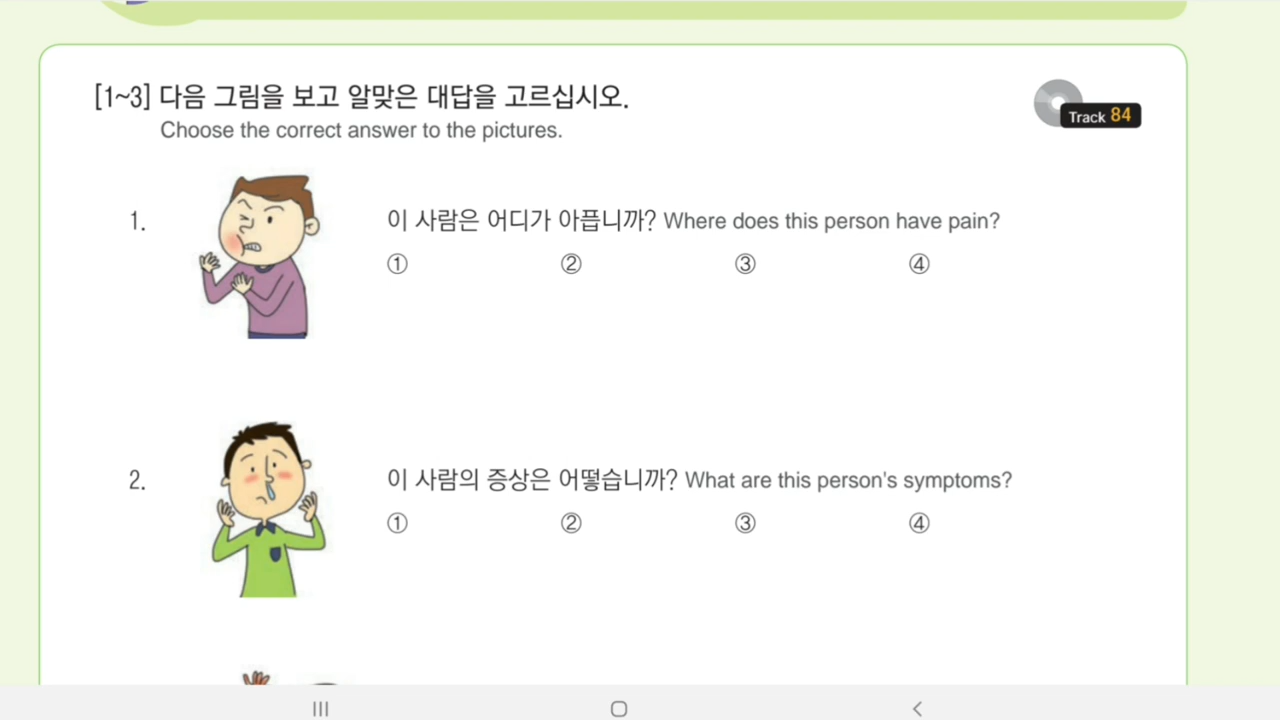 [1~3] 다음 그림을 보고 알맞은 대답을 고르십시오.
Choose the correct answer to the pictures.
Track 84
1.
이 사람은 어디가 아픕니까? Where does this person have pain?
① ② ③ ④
2.
이 사람의 증상은 어떻습니까? What are this person's symptoms?
① ② ③ ④